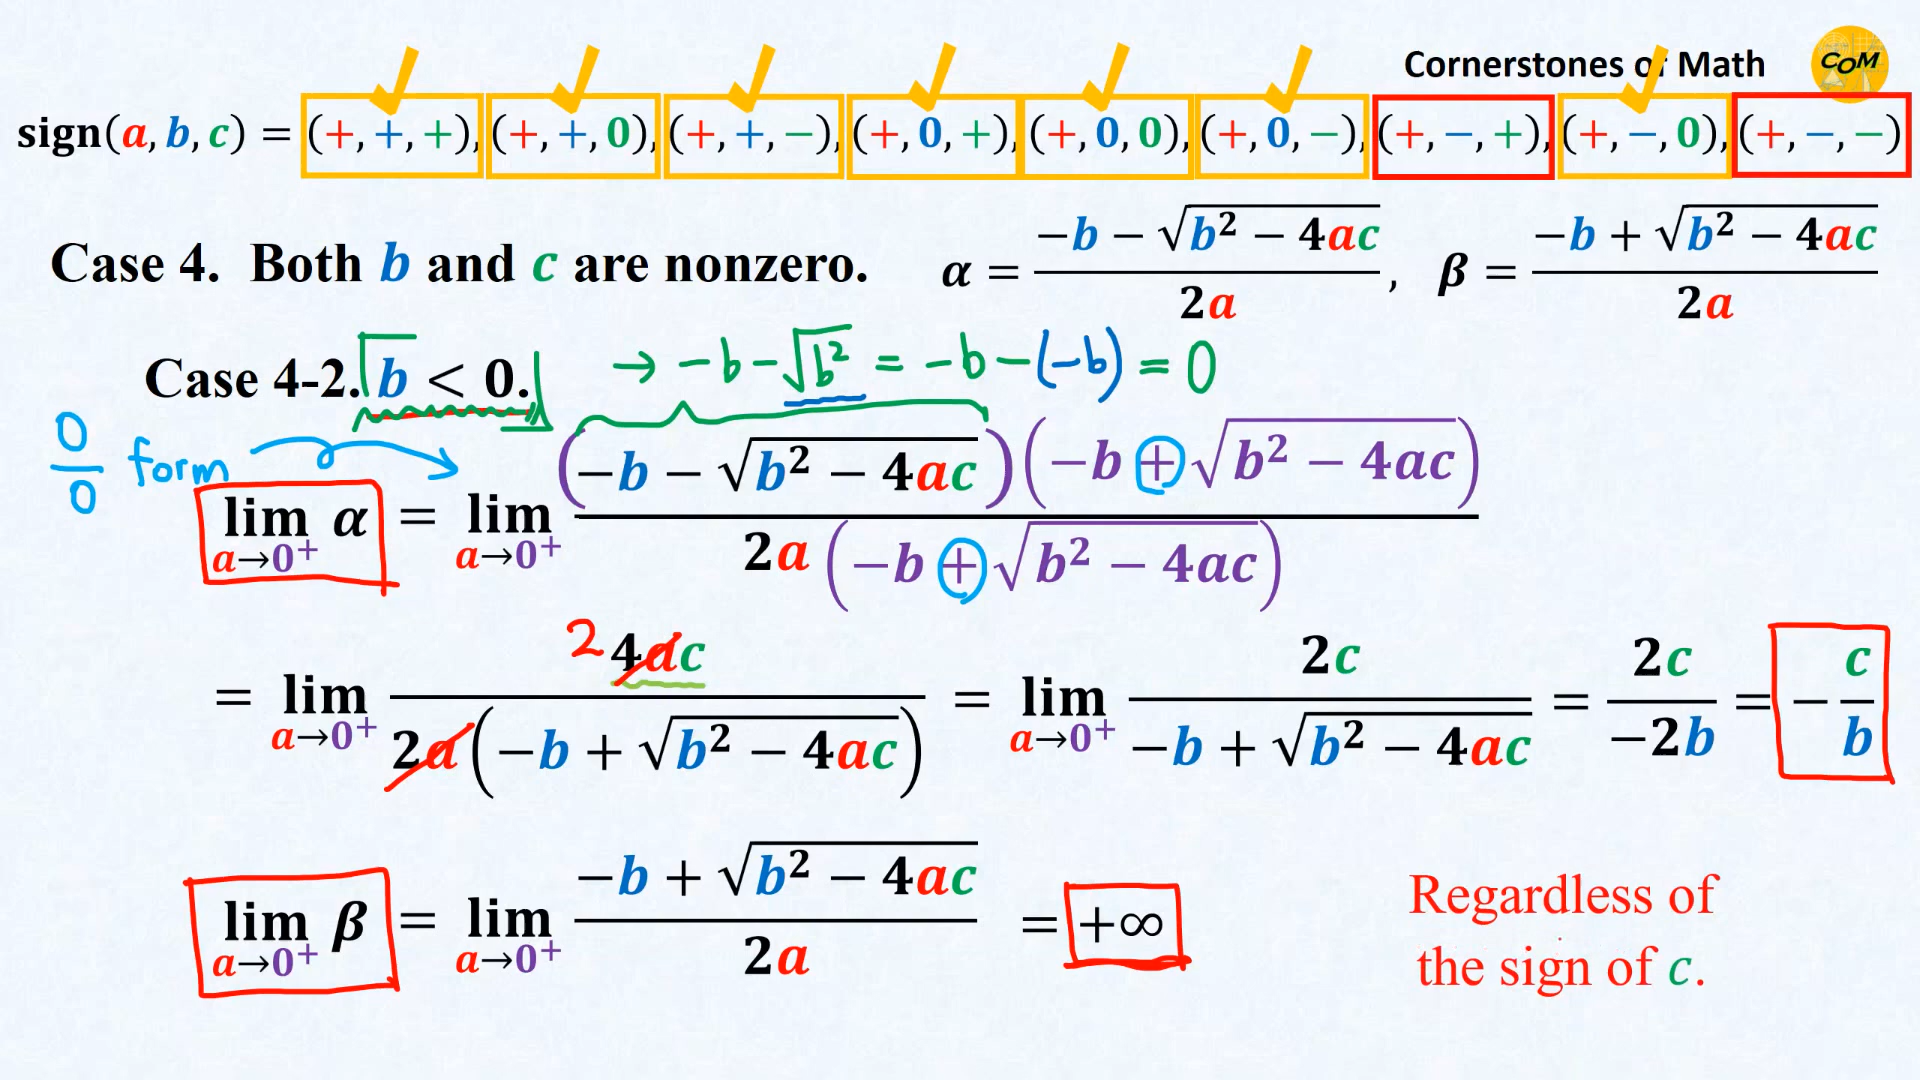 Cornerstones of Math
COM
sign(a, b, c) = (+, +, +), (+, +, 0), (+, +, −), (+, 0, +), (+, 0, 0), (+, 0, −), (+, −, +), (+, −, 0), (+, −, −)
Case 4. Both b and c are nonzero. α = (−b − √(b² − 4ac))/(2a), β = (−b + √(b² − 4ac))/(2a)
Case 4-2. b < 0. → −b − √b² = −b − (−b) = 0
0/0 form
lim a→0⁺ α = lim a→0⁺ (−b − √(b² − 4ac))(−b + √(b² − 4ac))/(2a(−b + √(b² − 4ac)))
2
= lim a→0⁺ 4ac/(2a(−b + √(b² − 4ac))) = lim a→0⁺ 2c/(−b + √(b² − 4ac)) = 2c/(−2b) = −c/b
lim a→0⁺ β = lim a→0⁺ (−b + √(b² − 4ac))/(2a) = +∞
Regardless of
the sign of c.